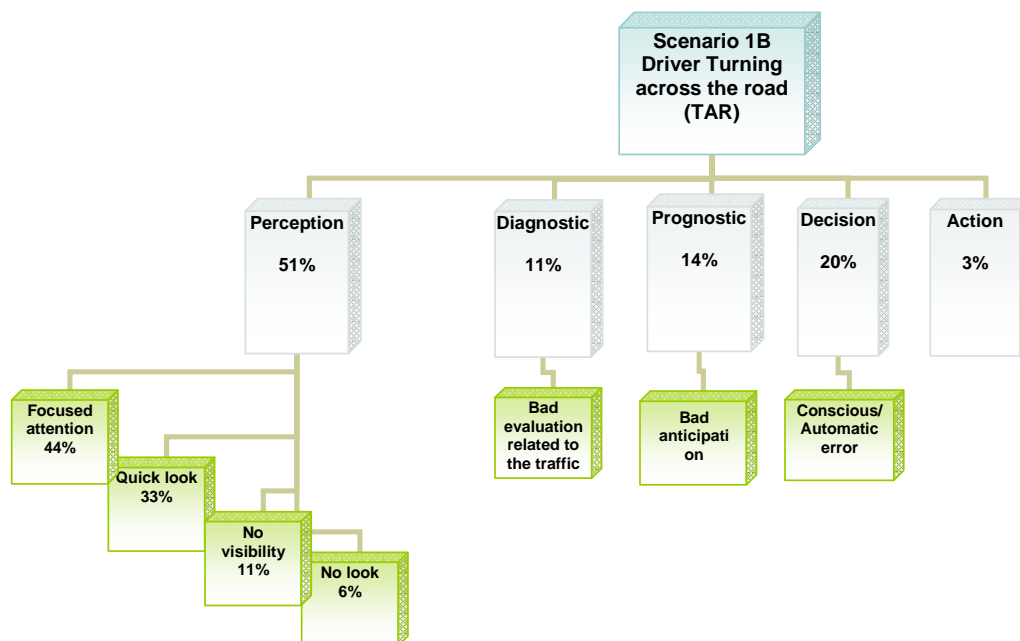 Scenario 1B
Driver Turning
across the road
(TAR)
Perception
51%
Diagnostic
11%
Prognostic
14%
Decision
20%
Action
3%
Focused
attention
44%
Quick look
33%
No
visibility
11%
No look
6%
Bad
evaluation
related to
the traffic
Bad
anticipati
on
Conscious/
Automatic
error